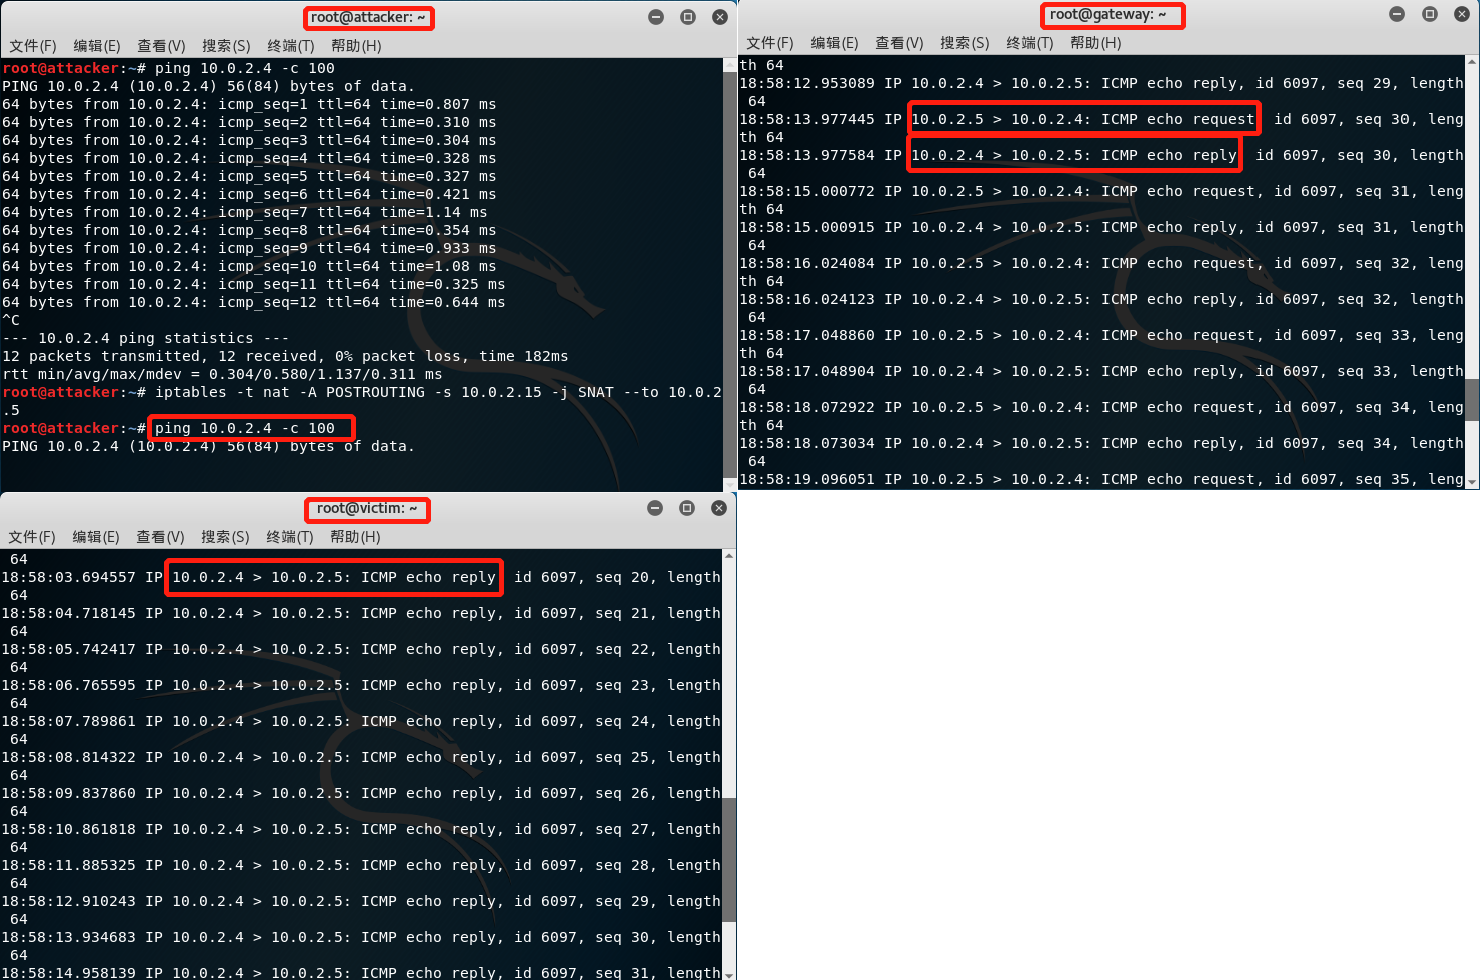 root@attacker: ~
文件(F) 编辑(E) 查看(V) 搜索(S) 终端(T) 帮助(H)
root@attacker:~# ping 10.0.2.4 -c 100
PING 10.0.2.4 (10.0.2.4) 56(84) bytes of data.
64 bytes from 10.0.2.4: icmp_seq=1 ttl=64 time=0.807 ms
64 bytes from 10.0.2.4: icmp_seq=2 ttl=64 time=0.310 ms
64 bytes from 10.0.2.4: icmp_seq=3 ttl=64 time=0.304 ms
64 bytes from 10.0.2.4: icmp_seq=4 ttl=64 time=0.328 ms
64 bytes from 10.0.2.4: icmp_seq=5 ttl=64 time=0.327 ms
64 bytes from 10.0.2.4: icmp_seq=6 ttl=64 time=0.421 ms
64 bytes from 10.0.2.4: icmp_seq=7 ttl=64 time=1.14 ms
64 bytes from 10.0.2.4: icmp_seq=8 ttl=64 time=0.354 ms
64 bytes from 10.0.2.4: icmp_seq=9 ttl=64 time=0.933 ms
64 bytes from 10.0.2.4: icmp_seq=10 ttl=64 time=1.08 ms
64 bytes from 10.0.2.4: icmp_seq=11 ttl=64 time=0.325 ms
64 bytes from 10.0.2.4: icmp_seq=12 ttl=64 time=0.644 ms
^C
--- 10.0.2.4 ping statistics ---
12 packets transmitted, 12 received, 0% packet loss, time 182ms
rtt min/avg/max/mdev = 0.304/0.580/1.137/0.311 ms
root@attacker:~# iptables -t nat -A POSTROUTING -s 10.0.2.15 -j SNAT --to 10.0.2
.5
root@attacker:~# ping 10.0.2.4 -c 100
PING 10.0.2.4 (10.0.2.4) 56(84) bytes of data.
root@gateway: ~
文件(F) 编辑(E) 查看(V) 搜索(S) 终端(T) 帮助(H)
th 64
18:58:12.953089 IP 10.0.2.4 > 10.0.2.5: ICMP echo reply, id 6097, seq 29, length
64
18:58:13.977445 IP 10.0.2.5 > 10.0.2.4: ICMP echo request id 6097, seq 30, leng
th 64
18:58:13.977584 IP 10.0.2.4 > 10.0.2.5: ICMP echo reply id 6097, seq 30, length
64
18:58:15.000772 IP 10.0.2.5 > 10.0.2.4: ICMP echo request, id 6097, seq 31, leng
th 64
18:58:15.000915 IP 10.0.2.4 > 10.0.2.5: ICMP echo reply, id 6097, seq 31, length
64
18:58:16.024084 IP 10.0.2.5 > 10.0.2.4: ICMP echo request, id 6097, seq 32, leng
th 64
18:58:16.024123 IP 10.0.2.4 > 10.0.2.5: ICMP echo reply, id 6097, seq 32, length
64
18:58:17.048860 IP 10.0.2.5 > 10.0.2.4: ICMP echo request, id 6097, seq 33, leng
th 64
18:58:17.048904 IP 10.0.2.4 > 10.0.2.5: ICMP echo reply, id 6097, seq 33, length
64
18:58:18.072922 IP 10.0.2.5 > 10.0.2.4: ICMP echo request, id 6097, seq 34, leng
th 64
18:58:18.073034 IP 10.0.2.4 > 10.0.2.5: ICMP echo reply, id 6097, seq 34, length
64
18:58:19.096051 IP 10.0.2.5 > 10.0.2.4: ICMP echo request, id 6097, seq 35, leng
root@victim: ~
文件(F) 编辑(E) 查看(V) 搜索(S) 终端(T) 帮助(H)
64
18:58:03.694557 IP 10.0.2.4 > 10.0.2.5: ICMP echo reply id 6097, seq 20, length
64
18:58:04.718145 IP 10.0.2.4 > 10.0.2.5: ICMP echo reply, id 6097, seq 21, length
64
18:58:05.742417 IP 10.0.2.4 > 10.0.2.5: ICMP echo reply, id 6097, seq 22, length
64
18:58:06.765595 IP 10.0.2.4 > 10.0.2.5: ICMP echo reply, id 6097, seq 23, length
64
18:58:07.789861 IP 10.0.2.4 > 10.0.2.5: ICMP echo reply, id 6097, seq 24, length
64
18:58:08.814322 IP 10.0.2.4 > 10.0.2.5: ICMP echo reply, id 6097, seq 25, length
64
18:58:09.837860 IP 10.0.2.4 > 10.0.2.5: ICMP echo reply, id 6097, seq 26, length
64
18:58:10.861818 IP 10.0.2.4 > 10.0.2.5: ICMP echo reply, id 6097, seq 27, length
64
18:58:11.885325 IP 10.0.2.4 > 10.0.2.5: ICMP echo reply, id 6097, seq 28, length
64
18:58:12.910243 IP 10.0.2.4 > 10.0.2.5: ICMP echo reply, id 6097, seq 29, length
64
18:58:13.934683 IP 10.0.2.4 > 10.0.2.5: ICMP echo reply, id 6097, seq 30, length
64
18:58:14.958139 IP 10.0.2.4 > 10.0.2.5: ICMP echo reply, id 6097, seq 31, length